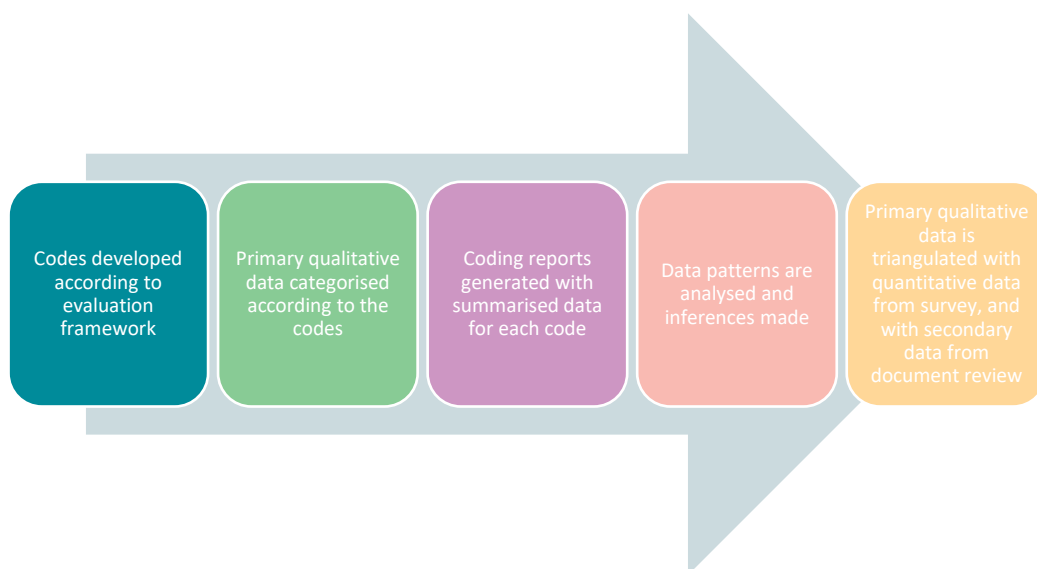 Codes developed
according to
evaluation
framework
Primary qualitative
data categorised
according to the
codes
Coding reports
generated with
summarised data
for each code
Data patterns are
analysed and
inferences made
Primary qualitative
data is
triangulated with
quantitative data
from survey, and
with secondary
data from
document review